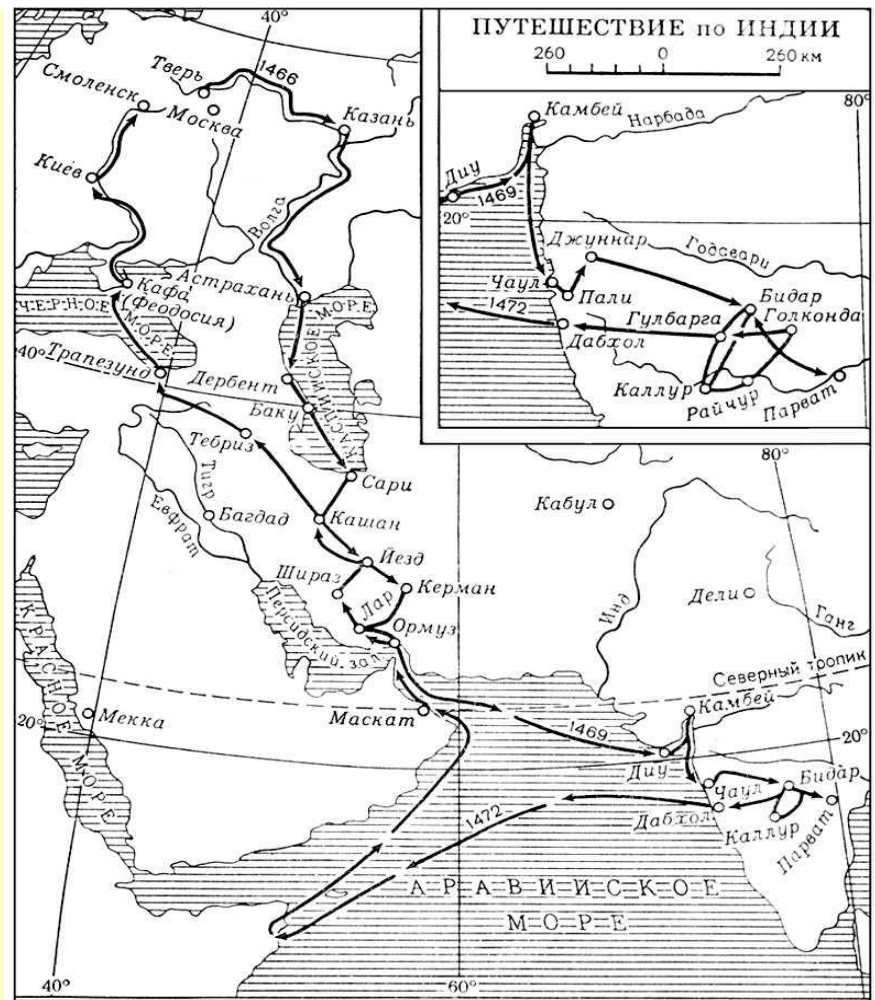 40°
Тверь
1466
Смоленск
Москва
Казань
Киев
Волга
Астрахань
Кафа
(Феодосия)
ЧЕРНОЕ
МОРЕ
КАСПИЙСКОЕ
МОРЕ
40°
Трапезунд
Дербент
Баку
Тебриз
Сари
Тигр
Евфрат
Багдад
Кашан
Йезд
Шираз
Керман
Лар
Ормуз
Персидский зал.
КРАСНОЕ
МОРЕ
20°
Мекка
Маскат
Кабул
80°
Инд
Дели
Ганг
Северный тропик
Камбей
1469
20°
Диу
Чаул
Бидар
Дабхол
Каллур
Парват
1472
АРАВИЙСКОЕ
МОРЕ
40°
60°
ПУТЕШЕСТВИЕ по ИНДИИ
260 0 260 км
80°
Камбей
Нарбада
Диу
1469
20°
Джуннар
Годавари
Чаул
Пали
Бидар
1472
Гулбарга
Голконда
Дабхол
Каллур
Райчур
Парват